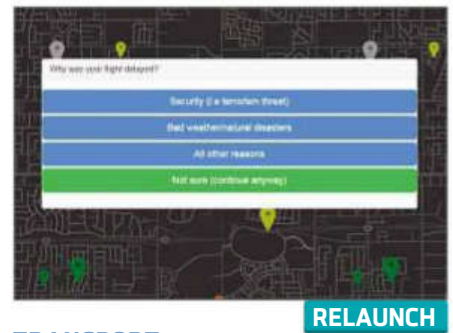 Why was your flight delayed?
Security (i.e terrorism threat)
Bad weather/natural disasters
All other reasons
Not sure (continue anyway)
RELAUNCH